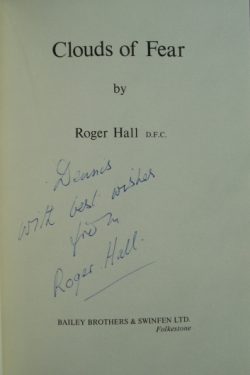 Clouds of Fear
by
Roger Hall D.F.C.
Dennis
with best wishes
from
Roger Hall.
BAILEY BROTHERS & SWINFEN LTD.
Folkestone